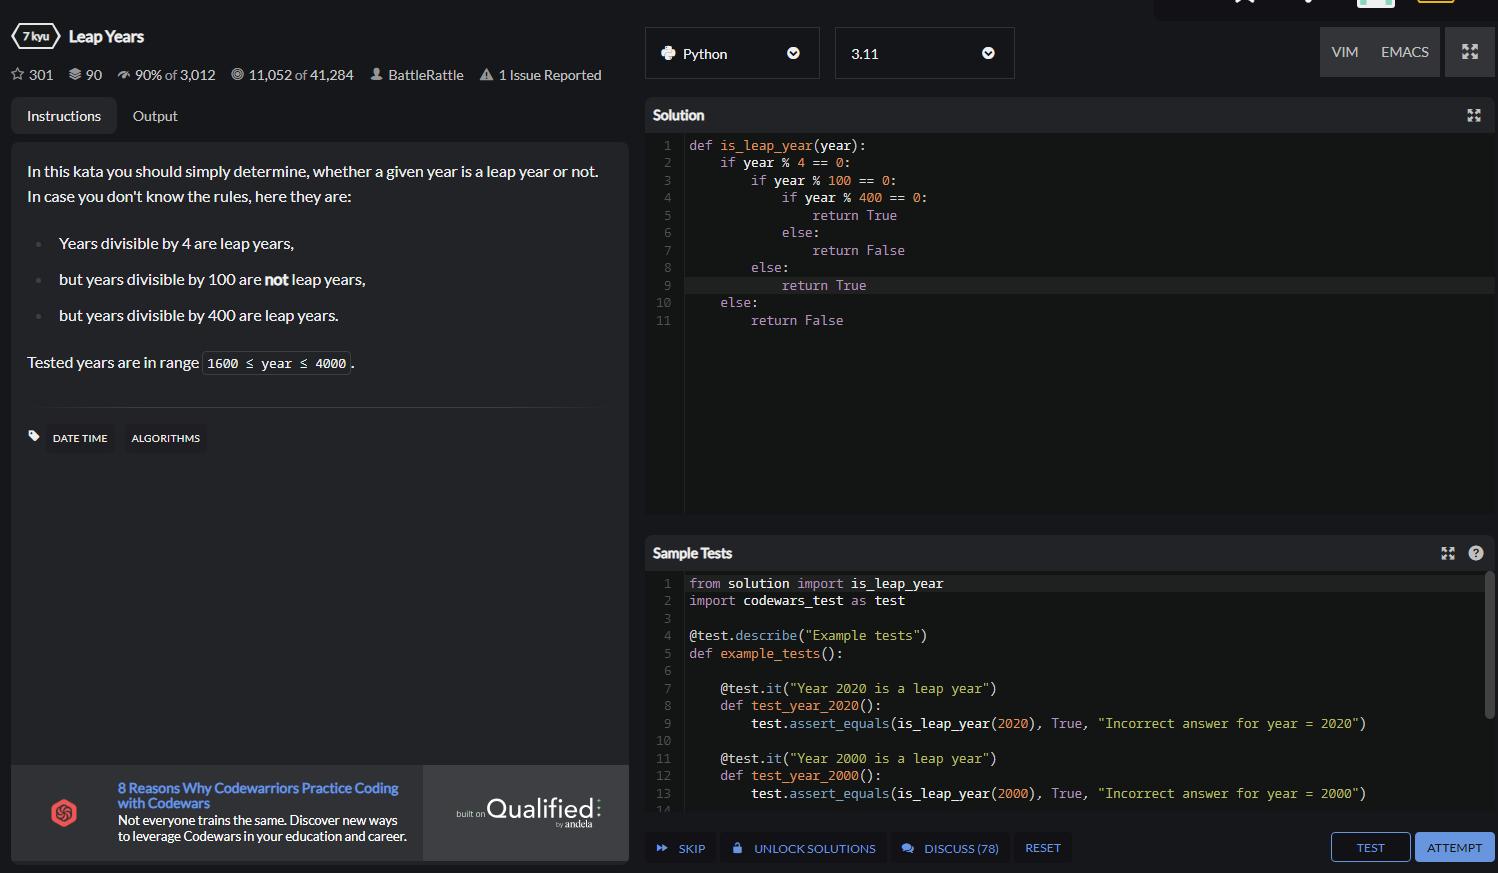 7 kyu Leap Years
301 90 90% of 3,012 11,052 of 41,284 BattleRattle 1 Issue Reported
Instructions Output
In this kata you should simply determine, whether a given year is a leap year or not.
In case you don't know the rules, here they are:
Years divisible by 4 are leap years,
but years divisible by 100 are not leap years,
but years divisible by 400 are leap years.
Tested years are in range 1600 ≤ year ≤ 4000.
DATE TIME ALGORITHMS
8 Reasons Why Codewarriors Practice Coding
with Codewars
Not everyone trains the same. Discover new ways
to leverage Codewars in your education and career.
built on Qualified
by andela
Python 3.11 VIM EMACS
Solution
1 def is_leap_year(year):
2     if year % 4 == 0:
3         if year % 100 == 0:
4             if year % 400 == 0:
5                 return True
6             else:
7                 return False
8         else:
9             return True
10     else:
11         return False
Sample Tests ?
1 from solution import is_leap_year
2 import codewars_test as test
3
4 @test.describe("Example tests")
5 def example_tests():
6
7     @test.it("Year 2020 is a leap year")
8     def test_year_2020():
9         test.assert_equals(is_leap_year(2020), True, "Incorrect answer for year = 2020")
10
11     @test.it("Year 2000 is a leap year")
12     def test_year_2000():
13         test.assert_equals(is_leap_year(2000), True, "Incorrect answer for year = 2000")
14
SKIP UNLOCK SOLUTIONS DISCUSS (78) RESET TEST ATTEMPT